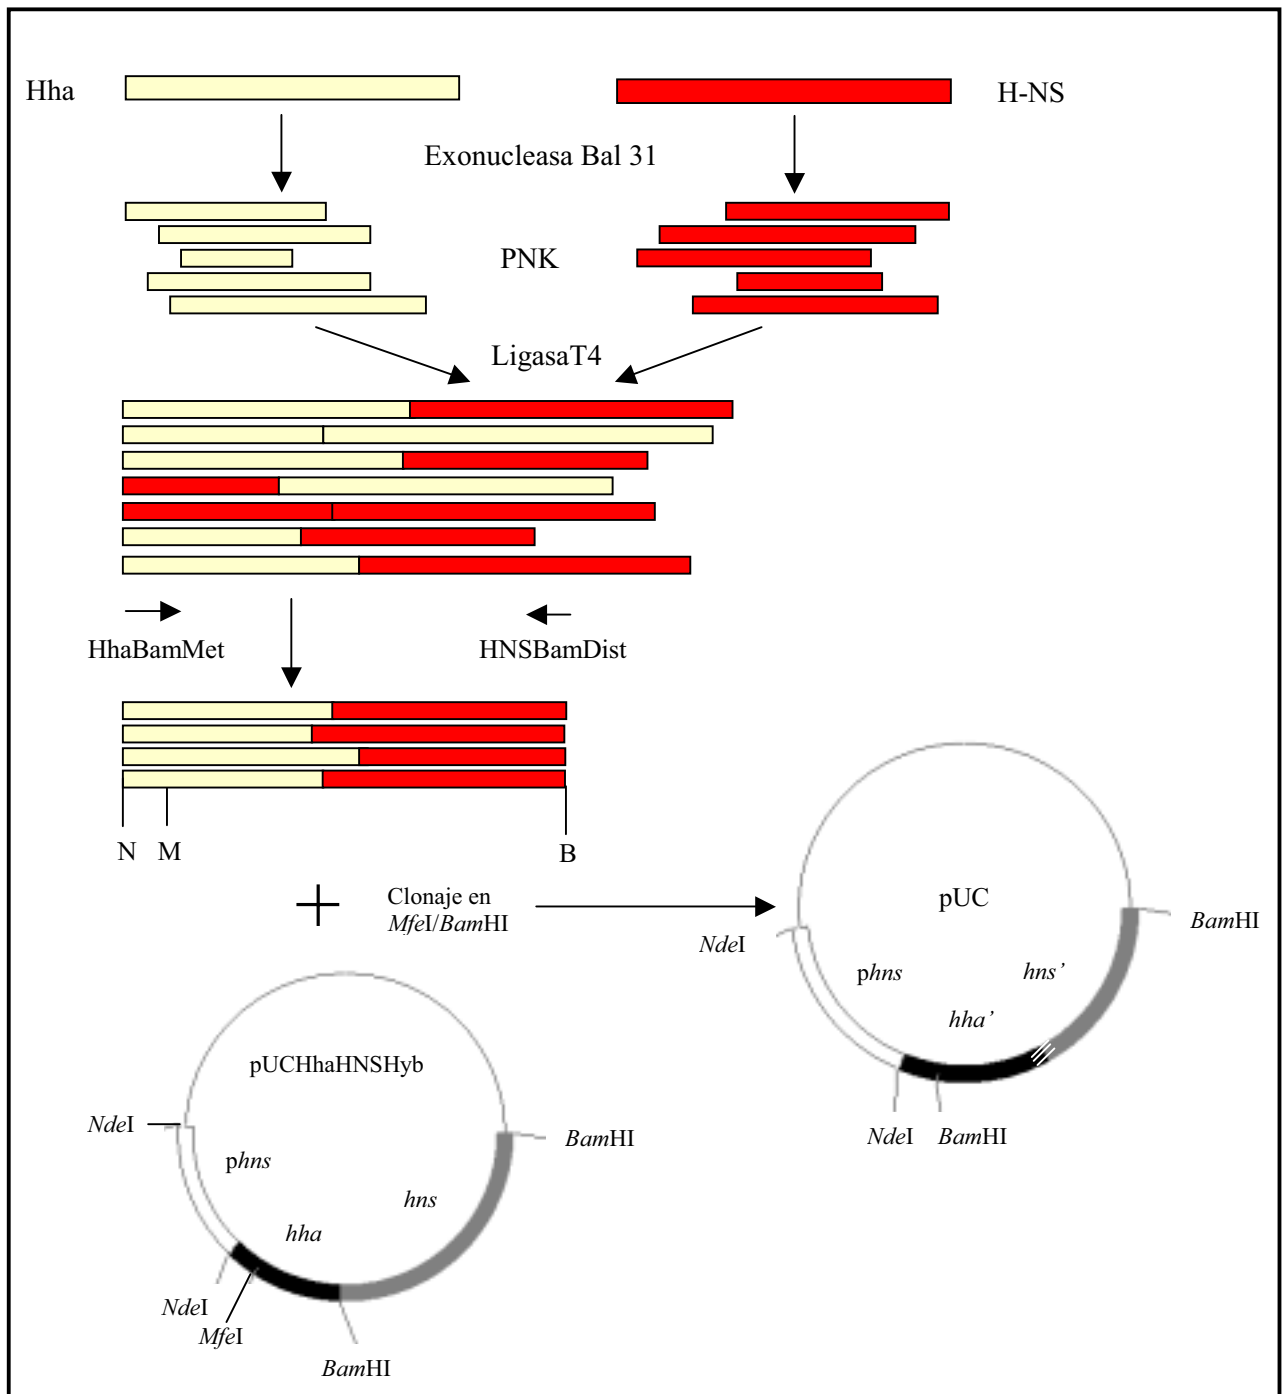 Hha
H-NS
Exonucleasa Bal 31
PNK
LigasaT4
HhaBamMet
HNSBamDist
N M B
Clonaje en
MfeI/BamHI
pUC
NdeI
BamHI
phns
hns’
hha’
NdeI BamHI
pUCHhaHNSHyb
NdeI
BamHI
phns
hns
hha
NdeI
MfeI
BamHI